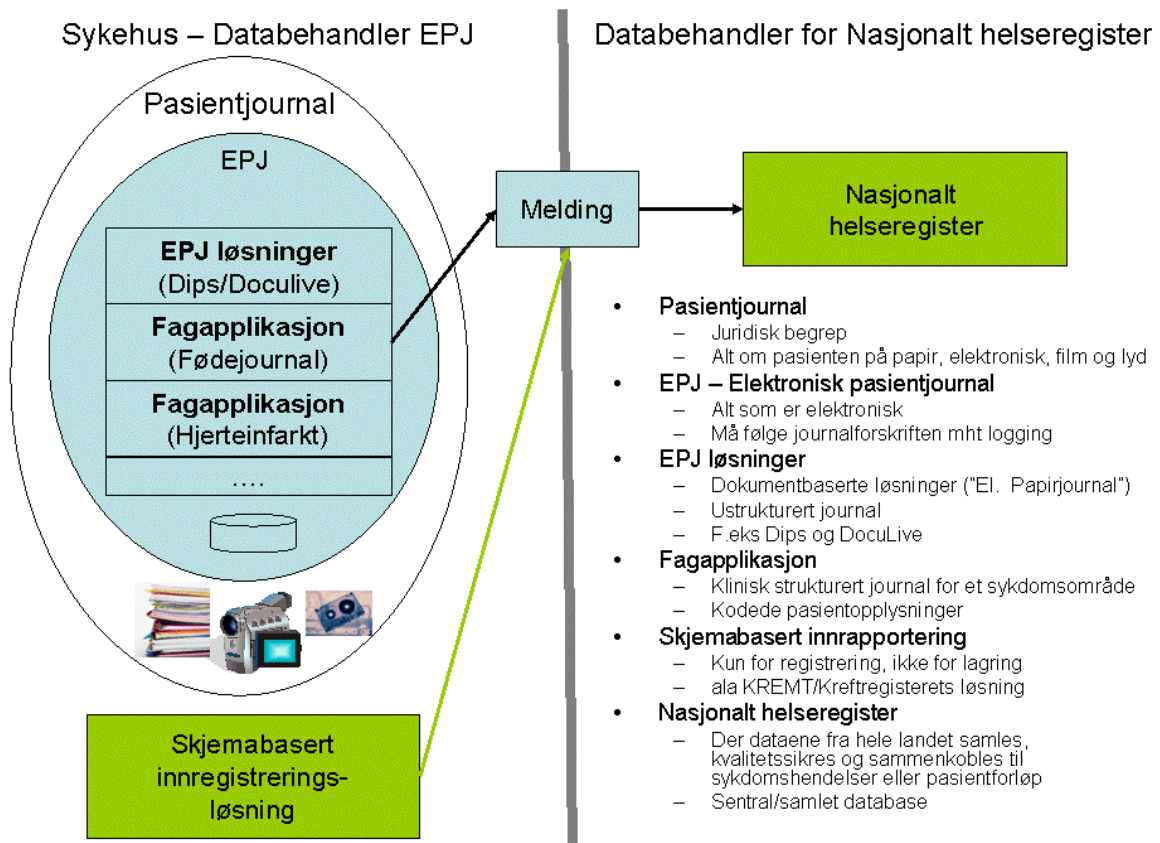 Sykehus – Databehandler EPJ
Databehandler for Nasjonalt helseregister
Pasientjournal
EPJ
EPJ løsninger
(Dips/Doculive)
Fagapplikasjon
(Fødejournal)
Fagapplikasjon
(Hjerteinfarkt)
….
Skjemabasert
innregistrerings-
løsning
Melding
Nasjonalt
helseregister
• Pasientjournal
– Juridisk begrep
– Alt om pasienten på papir, elektronisk, film og lyd
• EPJ – Elektronisk pasientjournal
– Alt som er elektronisk
– Må følge journalforskriften mht logging
• EPJ løsninger
– Dokumentbaserte løsninger ("El. Papirjournal")
– Ustrukturert journal
– F.eks Dips og DocuLive
• Fagapplikasjon
– Klinisk strukturert journal for et sykdomsområde
– Kodede pasientopplysninger
• Skjemabasert innrapportering
– Kun for registrering, ikke for lagring
– ala KREMT/Kreftregisterets løsning
• Nasjonalt helseregister
– Der dataene fra hele landet samles,
kvalitetssikres og sammenkobles til
sykdomshendelser eller pasientforløp
– Sentral/samlet database